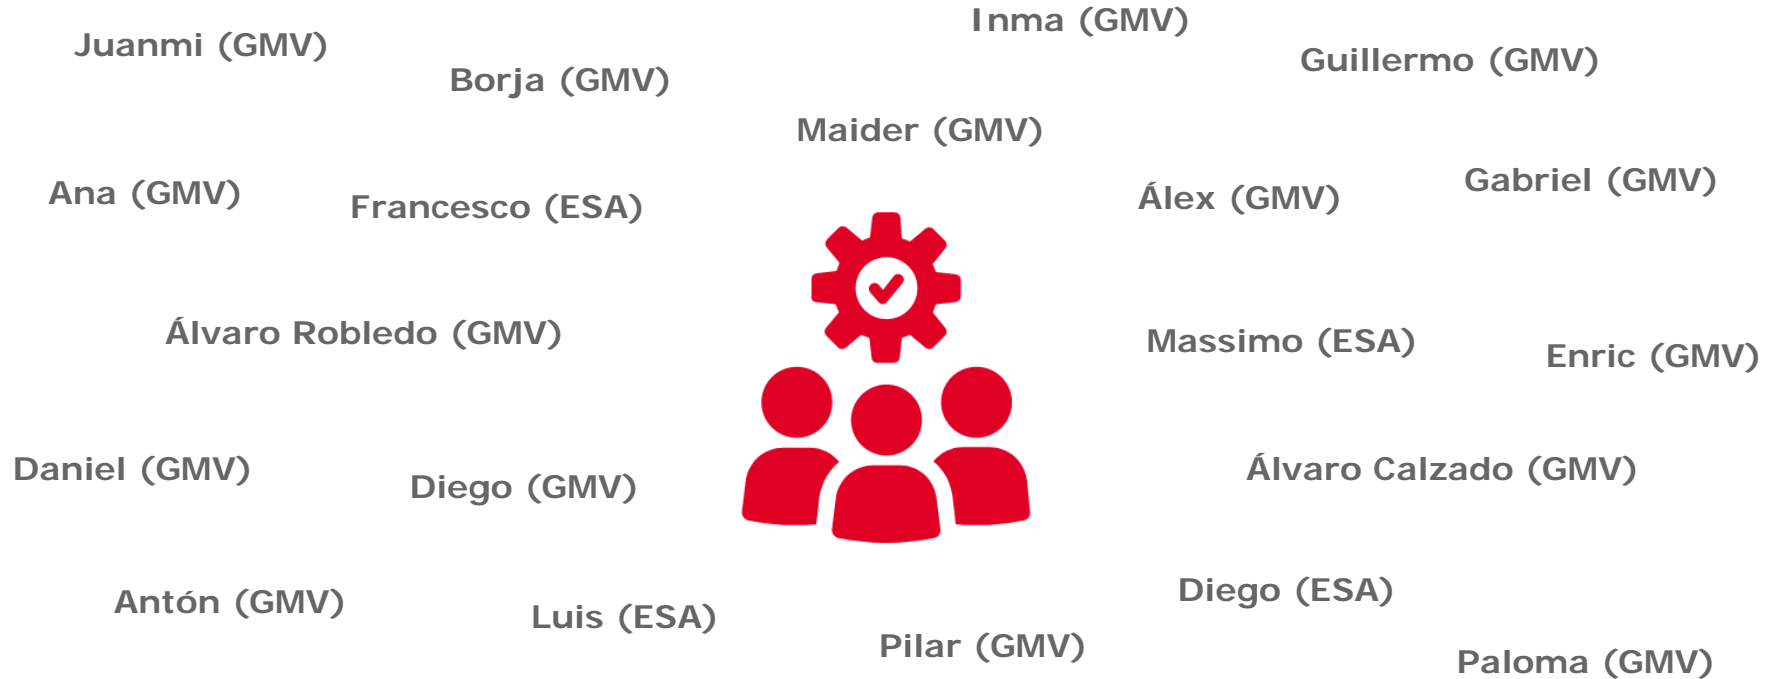 Inma (GMV)
Juanmi (GMV)
Guillermo (GMV)
Borja (GMV)
Maider (GMV)
Gabriel (GMV)
Ana (GMV)
Álex (GMV)
Francesco (ESA)
Álvaro Robledo (GMV)
Massimo (ESA)
Enric (GMV)
Daniel (GMV)
Álvaro Calzado (GMV)
Diego (GMV)
Diego (ESA)
Antón (GMV)
Luis (ESA)
Pilar (GMV)
Paloma (GMV)